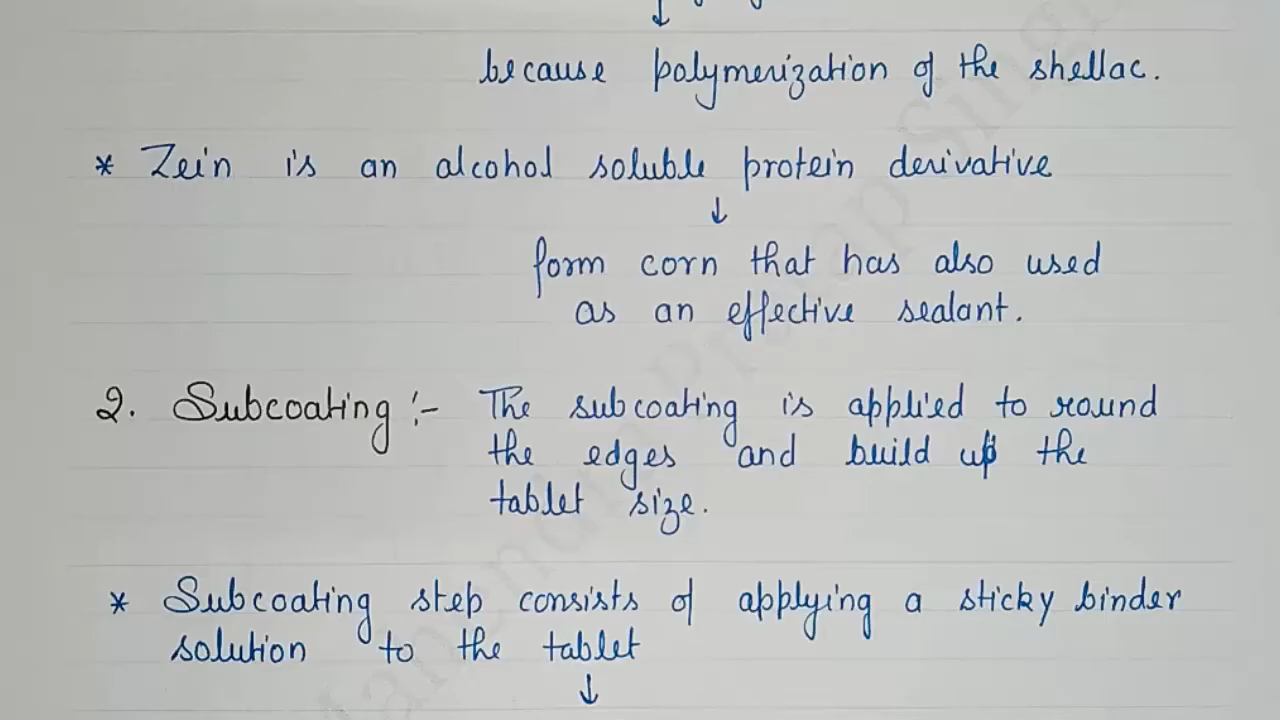 ↓
because polymerization of the shellac.
* Zein is an alcohol soluble protein derivative
↓
form corn that has also used
as an effective sealant.
2. Subcoating :- The subcoating is applied to round
the edges and build up the
tablet size.
* Subcoating step consists of applying a sticky binder
solution to the tablet
↓